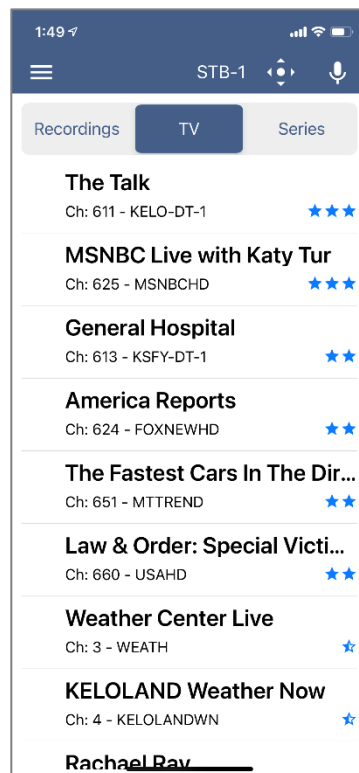 1:49
STB-1
Recordings TV Series
The Talk
Ch: 611 - KELO-DT-1
MSNBC Live with Katy Tur
Ch: 625 - MSNBCHD
General Hospital
Ch: 613 - KSFY-DT-1
America Reports
Ch: 624 - FOXNEWHD
The Fastest Cars In The Dir...
Ch: 651 - MTTREND
Law & Order: Special Victi...
Ch: 660 - USAHD
Weather Center Live
Ch: 3 - WEATH
KELOLAND Weather Now
Ch: 4 - KELOLANDWN
Rachael Ray